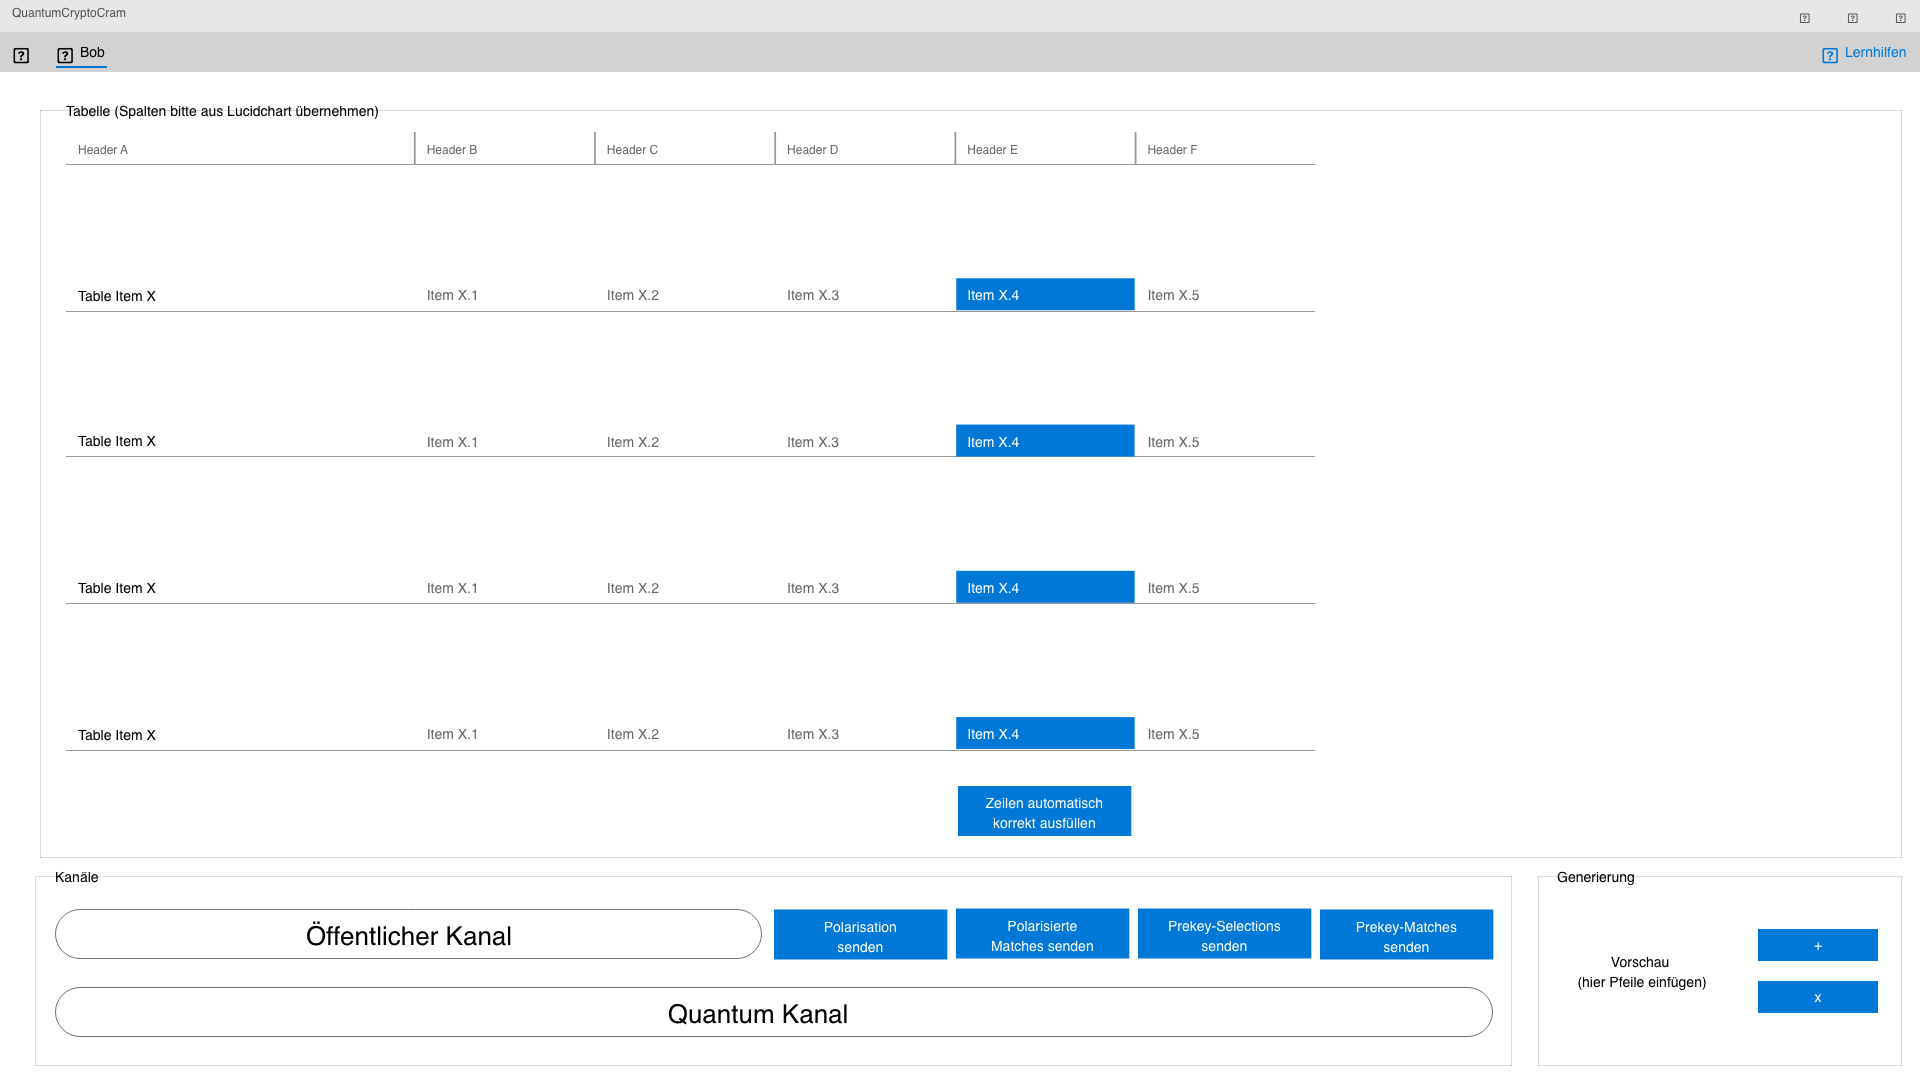 QuantumCryptoCram
Bob
Lernhilfen
Tabelle (Spalten bitte aus Lucidchart übernehmen)
Header A Header B Header C Header D Header E Header F
Table Item X Item X.1 Item X.2 Item X.3 Item X.4 Item X.5
Table Item X Item X.1 Item X.2 Item X.3 Item X.4 Item X.5
Table Item X Item X.1 Item X.2 Item X.3 Item X.4 Item X.5
Table Item X Item X.1 Item X.2 Item X.3 Item X.4 Item X.5
Zeilen automatisch
korrekt ausfüllen
Kanäle
Öffentlicher Kanal
Polarisation
senden
Polarisierte
Matches senden
Prekey-Selections
senden
Prekey-Matches
senden
Quantum Kanal
Generierung
Vorschau
(hier Pfeile einfügen)
+
x